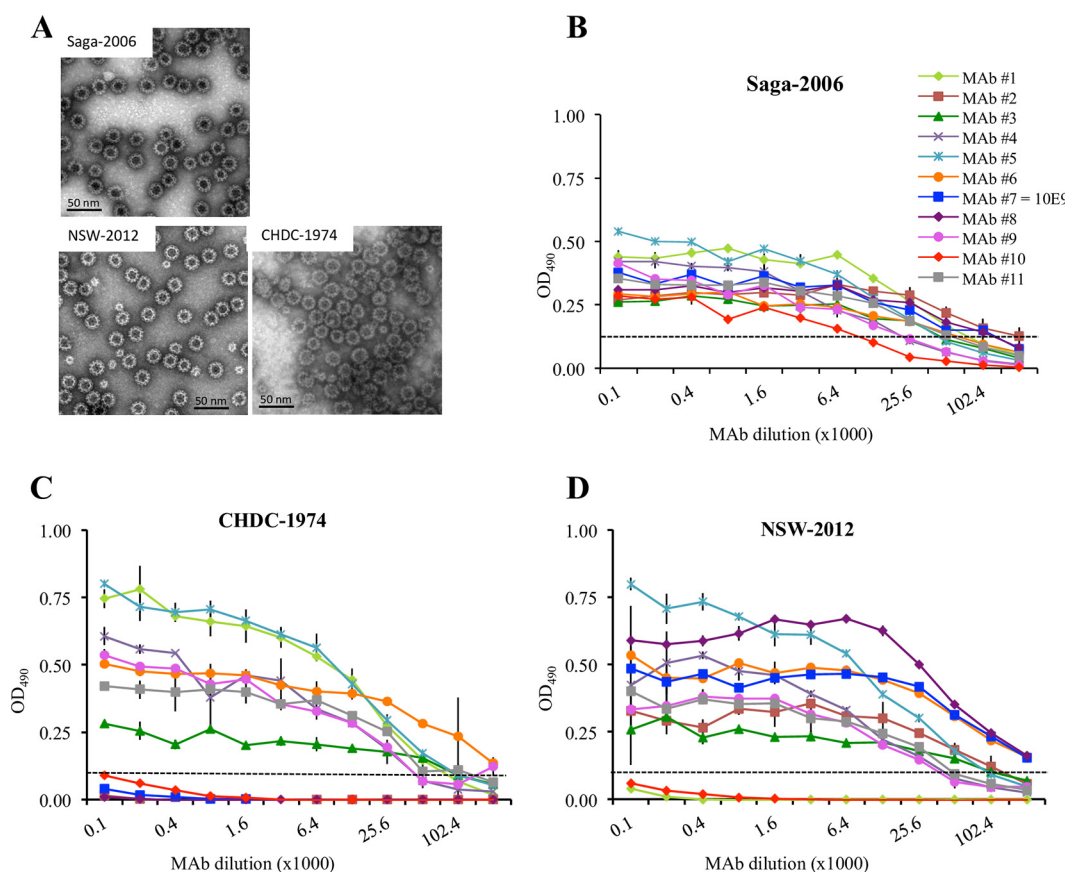 A
Saga-2006
50 nm
NSW-2012
50 nm
CHDC-1974
50 nm
B
Saga-2006
MAb #1
MAb #2
MAb #3
MAb #4
MAb #5
MAb #6
MAb #7 = 10E9
MAb #8
MAb #9
MAb #10
MAb #11
OD490
1.00
0.75
0.50
0.25
0.00
0.1 0.4 1.6 6.4 25.6 102.4
MAb dilution (x1000)
C
CHDC-1974
OD490
1.00
0.75
0.50
0.25
0.00
0.1 0.4 1.6 6.4 25.6 102.4
MAb dilution (x1000)
D
NSW-2012
OD490
1.00
0.75
0.50
0.25
0.00
0.1 0.4 1.6 6.4 25.6 102.4
MAb dilution (x1000)